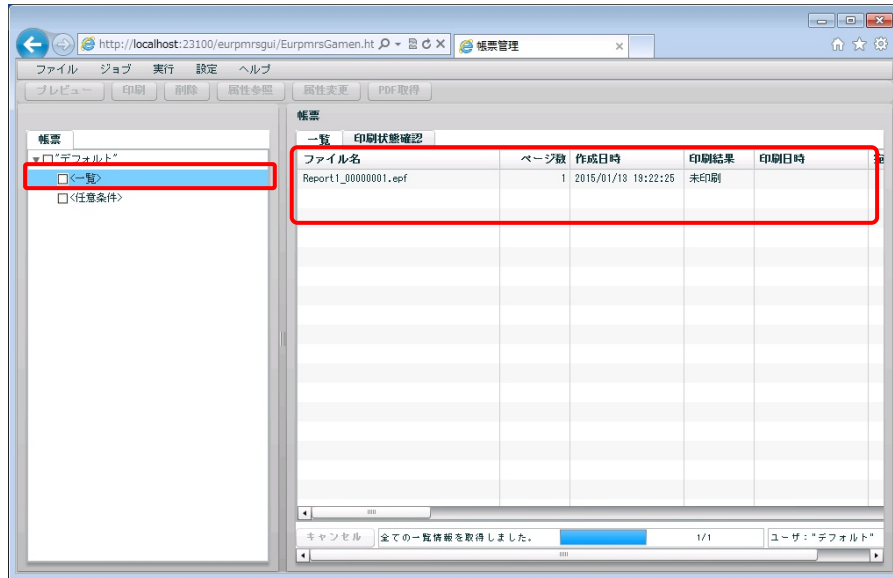 http://localhost:23100/eurpmrsgui/EurpmrsGamen.ht
帳票管理
ファイル ジョブ 実行 設定 ヘルプ
プレビュー 印刷 削除 属性参照 属性変更 PDF取得
帳票
帳票
一覧 印刷状態確認
"デフォルト"
<一覧>
<任意条件>
ファイル名 ページ数 作成日時 印刷結果 印刷日時
Report1_00000001.epf 1 2015/01/13 19:22:25 未印刷
キャンセル 全ての一覧情報を取得しました。 1/1 ユーザ："デフォルト"